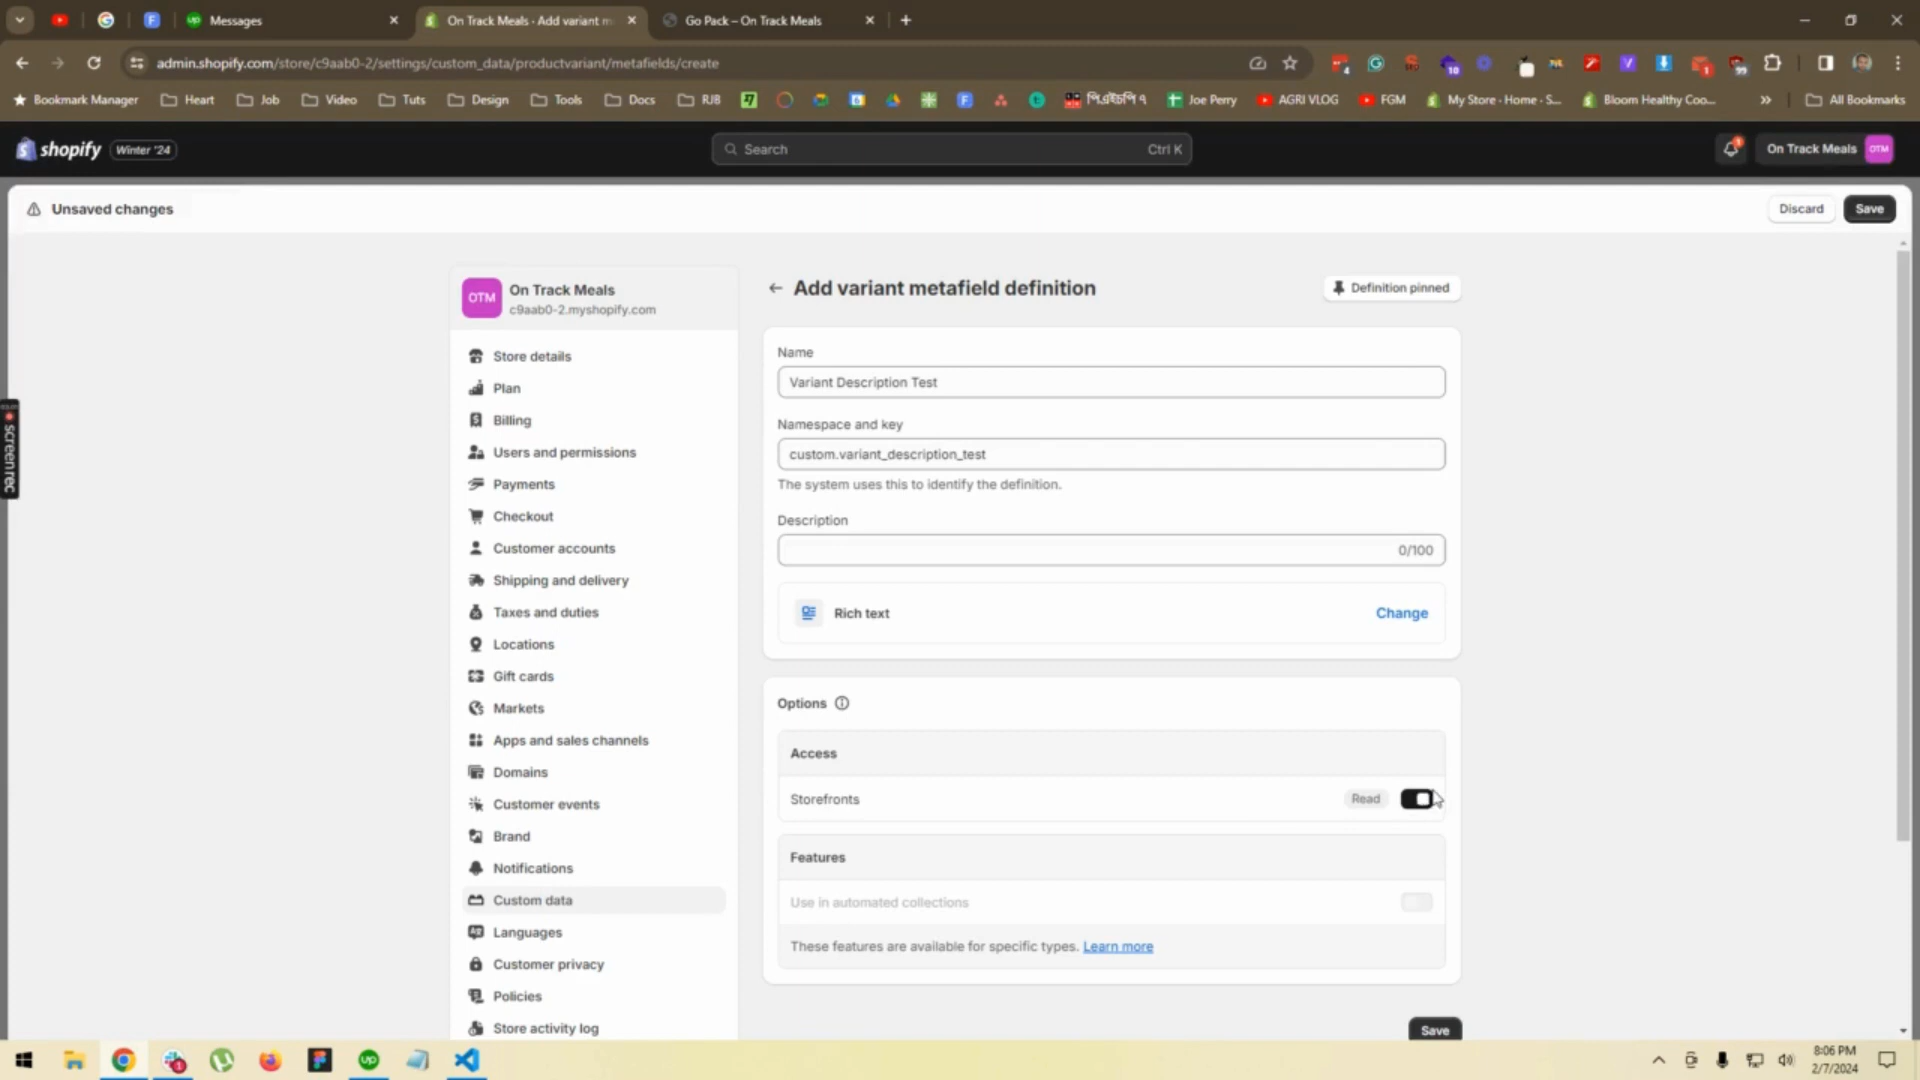 Messages
On Track Meals · Add variant m
Go Pack – On Track Meals
admin.shopify.com/store/c9aab0-2/settings/custom_data/productvariant/metafields/create
Bookmark Manager
Heart
Job
Video
Tuts
Design
Tools
Docs
RJB
পিএইচপি ৭
Joe Perry
AGRI VLOG
FGM
My Store · Home · S...
Bloom Healthy Coo...
All Bookmarks
shopify
Winter '24
Search
Ctrl K
On Track Meals
OTM
Unsaved changes
Discard
Save
OTM
On Track Meals
c9aab0-2.myshopify.com
Store details
Plan
Billing
Users and permissions
Payments
Checkout
Customer accounts
Shipping and delivery
Taxes and duties
Locations
Gift cards
Markets
Apps and sales channels
Domains
Customer events
Brand
Notifications
Custom data
Languages
Customer privacy
Policies
Store activity log
Add variant metafield definition
Definition pinned
Name
Variant Description Test
Namespace and key
custom.variant_description_test
The system uses this to identify the definition.
Description
0/100
Rich text
Change
Options
Access
Storefronts
Read
Features
Use in automated collections
These features are available for specific types. Learn more
Save
screenrec
8:06 PM
2/7/2024